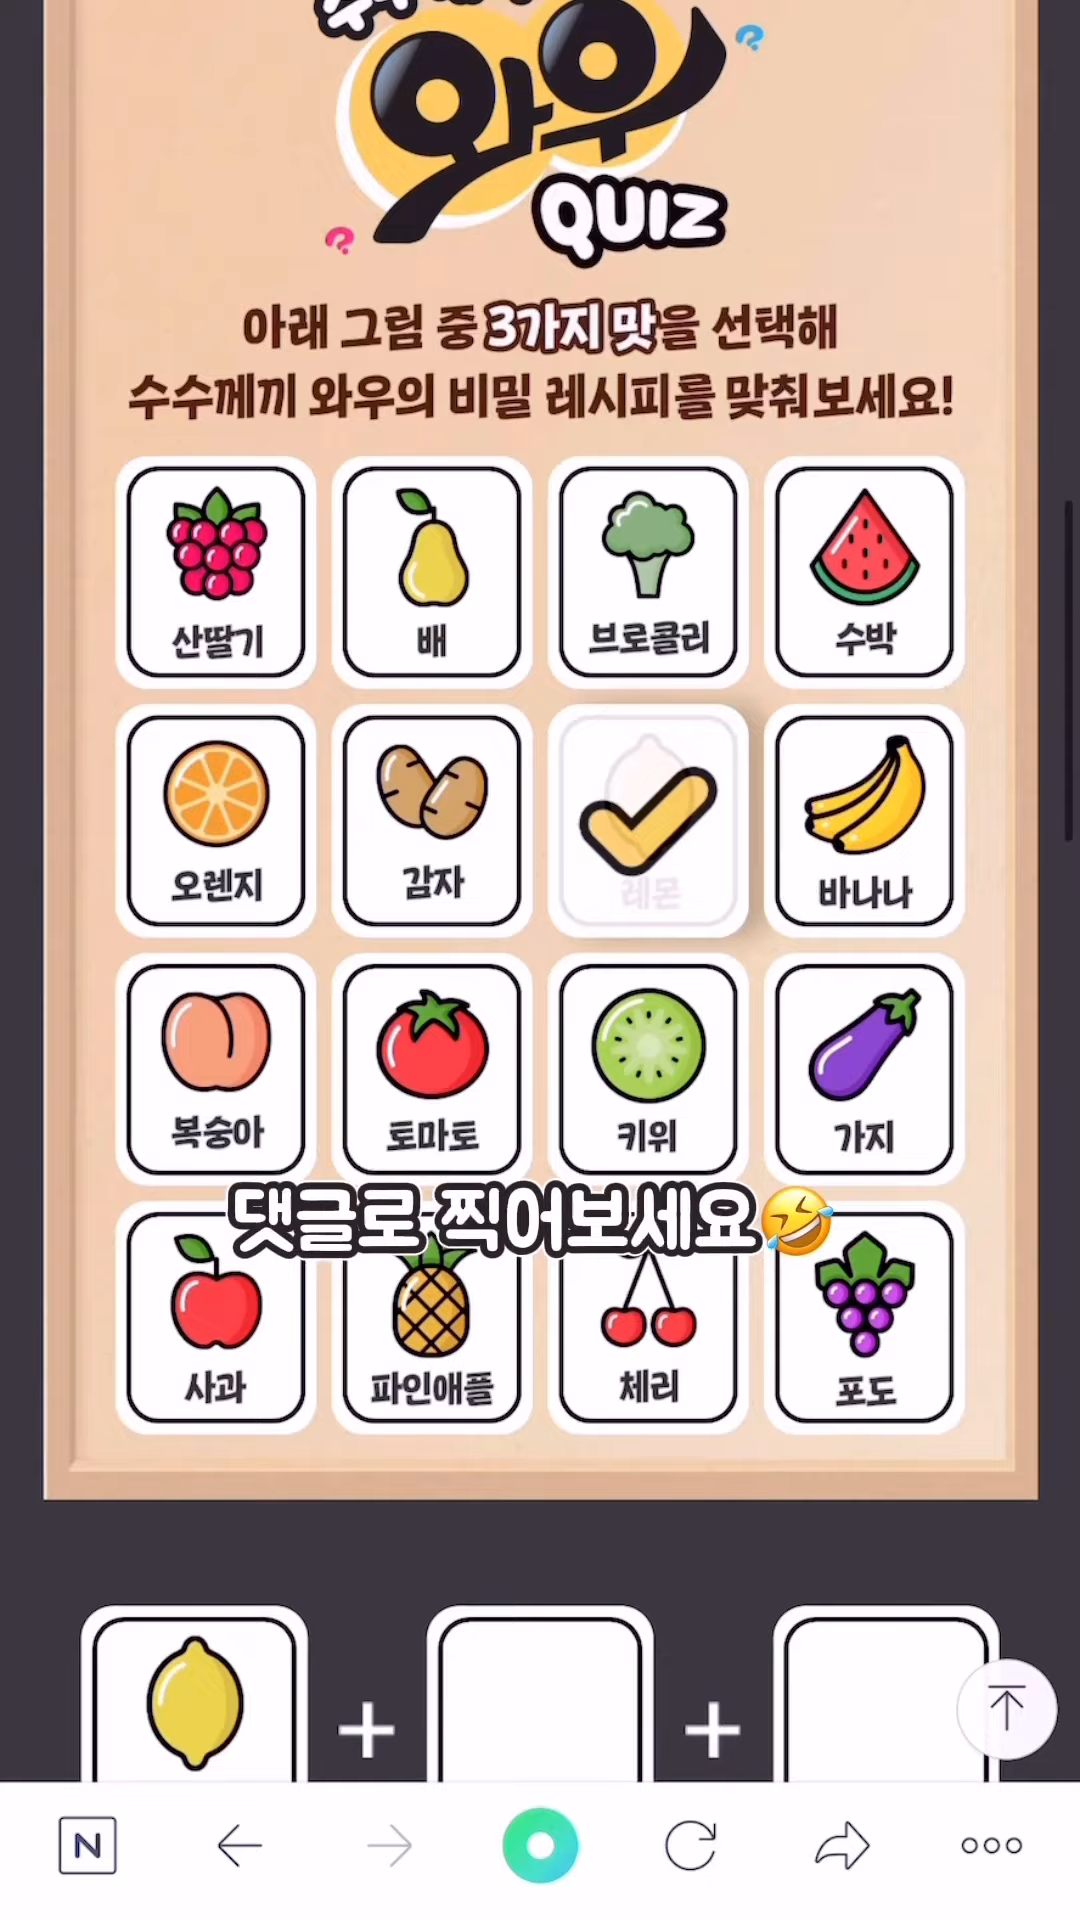 와우
QUIZ
아래 그림 중 3가지 맛을 선택해
수수께끼 와우의 비밀 레시피를 맞춰보세요!
산딸기
배
브로콜리
수박
오렌지
감자
레몬
바나나
복숭아
토마토
키위
가지
댓글로 찍어보세요🤣
사과
파인애플
체리
포도
+
+
N